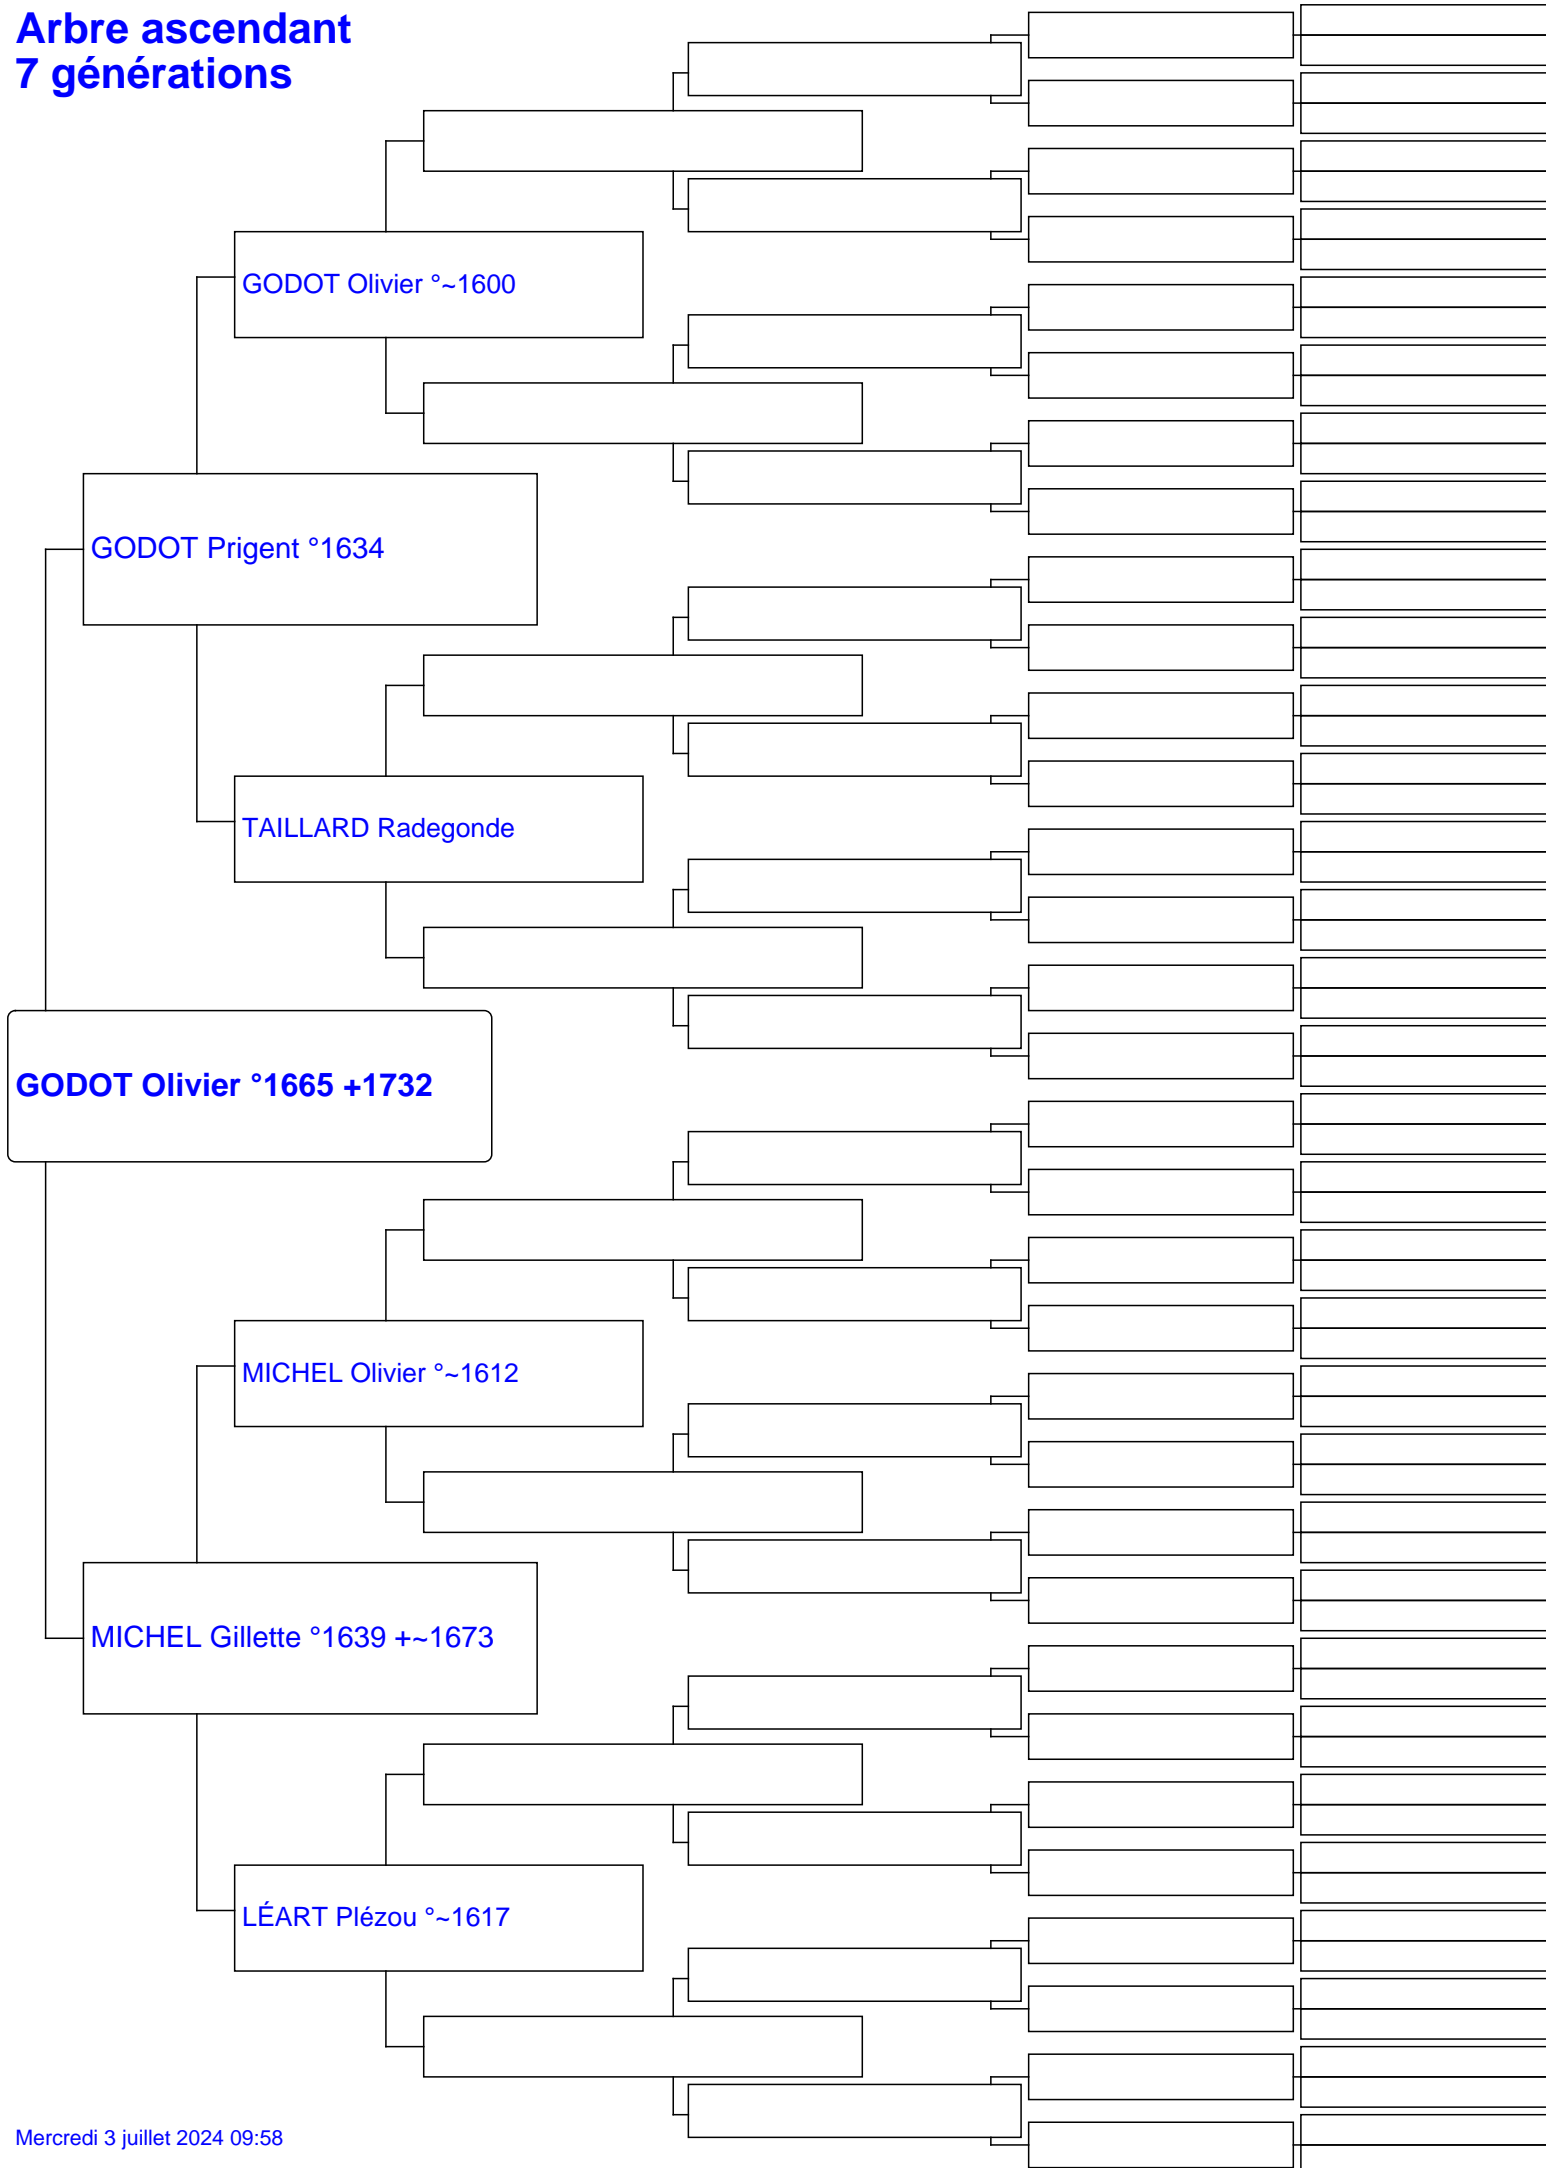 Arbre ascendant
7 générations
GODOT Olivier °~1600
GODOT Prigent °1634
TAILLARD Radegonde
GODOT Olivier °1665 +1732
MICHEL Olivier °~1612
MICHEL Gillette °1639 +~1673
LÉART Plézou °~1617
Mercredi 3 juillet 2024 09:58